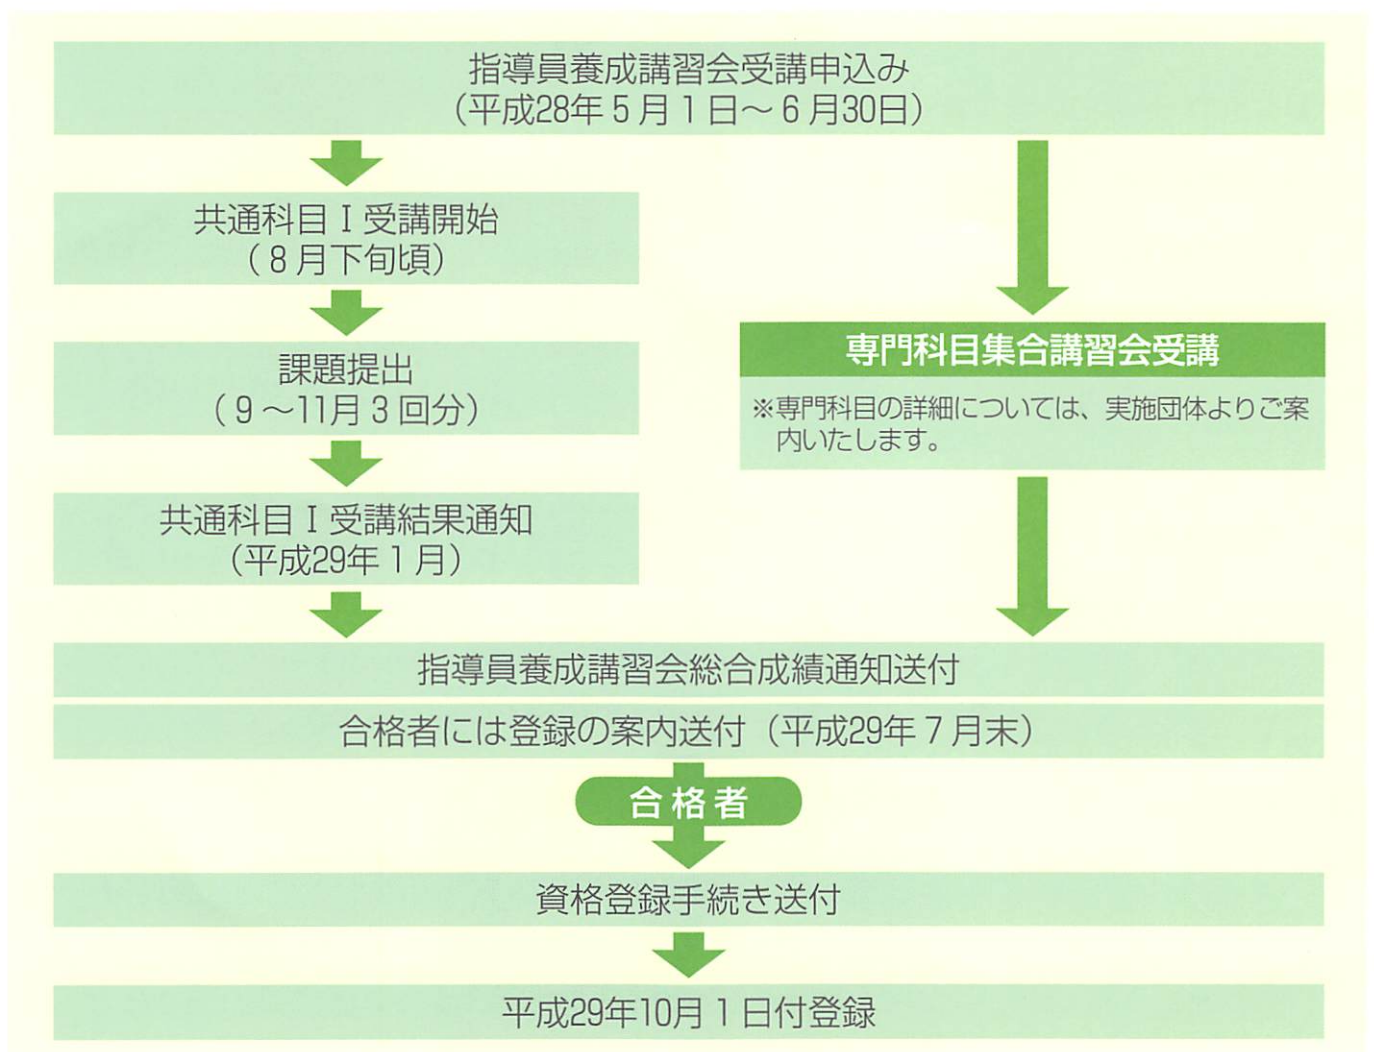 指導員養成講習会受講申込み
（平成28年５月１日～６月30日）
共通科目Ⅰ受講開始
（８月下旬頃）
課題提出
（９～11月３回分）
共通科目Ⅰ受講結果通知
（平成29年１月）
専門科目集合講習会受講
※専門科目の詳細については、実施団体よりご案
内いたします。
指導員養成講習会総合成績通知送付
合格者には登録の案内送付（平成29年７月末）
合格者
資格登録手続き送付
平成29年10月１日付登録